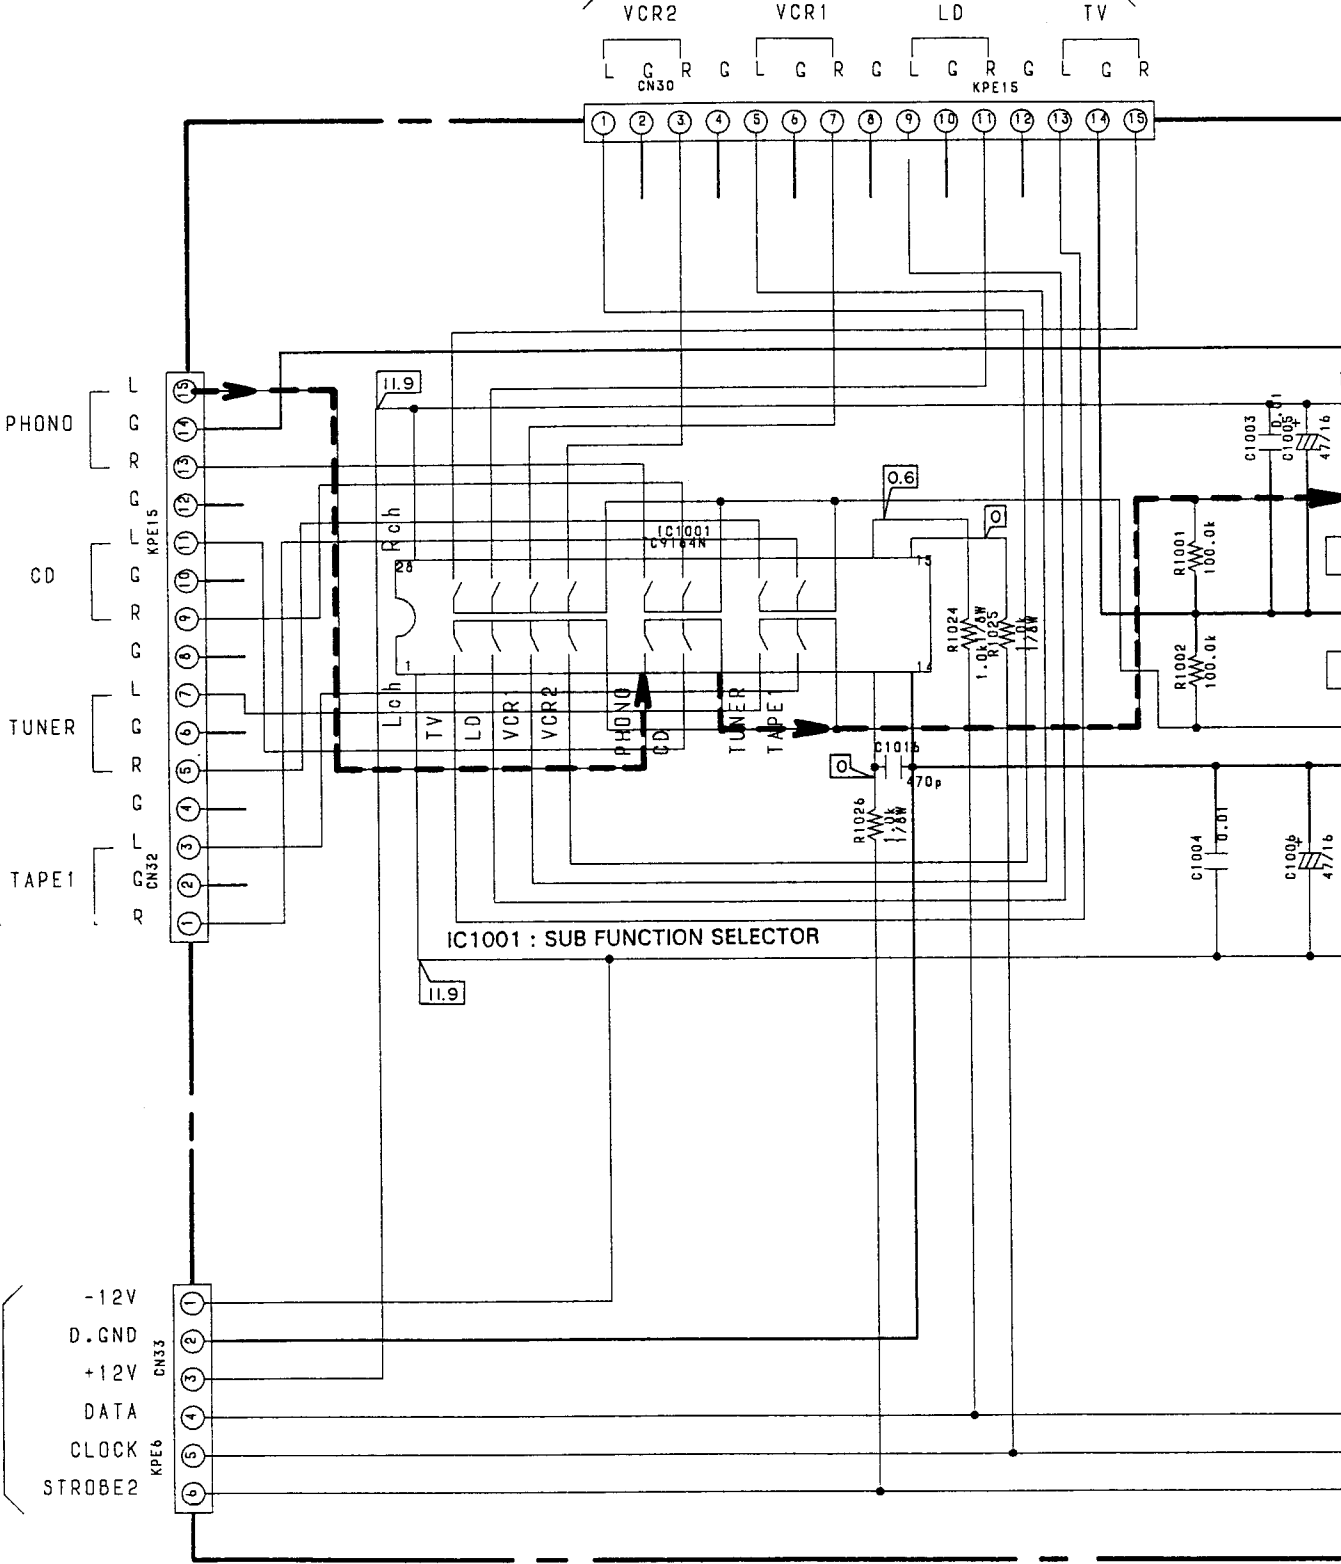 VCR2 VCR1 LD TV
L G R G L G R G L G R G L G R
CN30 KPE15
1 2 3 4 5 6 7 8 9 10 11 12 13 14 15
PHONO
L 15
G 14
R 13
G 12
KPE15
CD
L 11
G 10
R 9
G 8
TUNER
L 7
G 6
R 5
G 4
TAPE1
L 3
G 2
R 1
CN32
11.9
0.6
0
Rch
IC1001
TC9164N
28 15
1 14
Lch
TV
LD
VCR1
VCR2
PHONO
CD
TUNER
TAPE1
R1024
1.0k 1/8W
R1025
1.0k
1/8W
C1003
0.01
C1005
+
47/16
R1001
100.0k
R1002
100.0k
0
C1016
470p
R1026
1.0k
1/8W
C1004
0.01
C1006
+
47/16
IC1001 : SUB FUNCTION SELECTOR
11.9
-12V 1
D.GND 2
+12V 3
CN33
DATA 4
CLOCK 5
KPE6
STROBE2 6